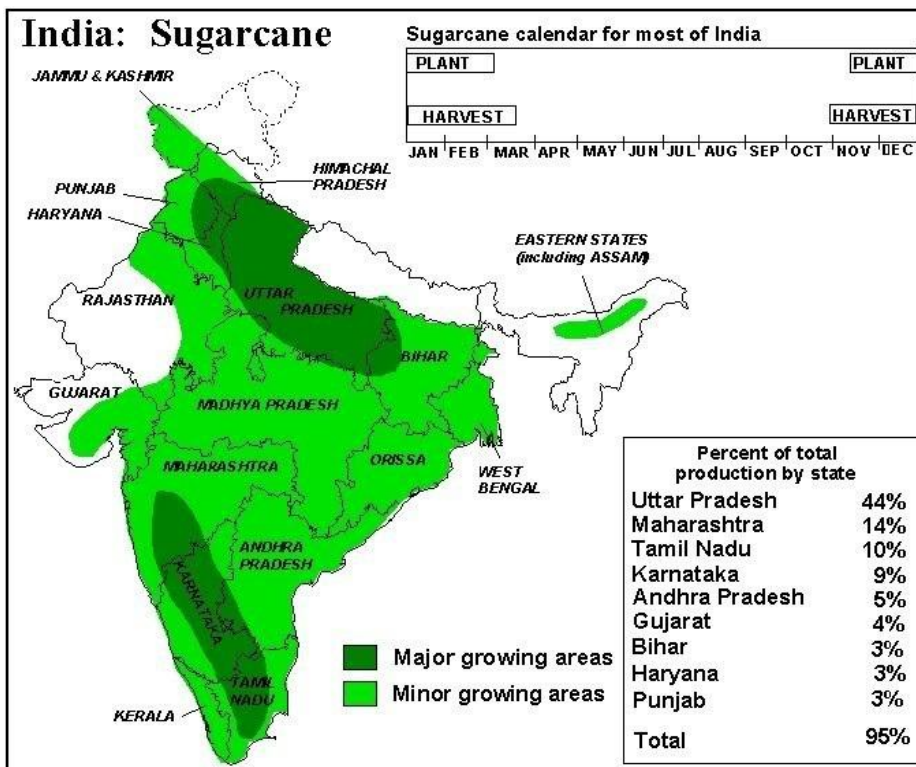 India: Sugarcane
Sugarcane calendar for most of India
PLANT PLANT
HARVEST HARVEST
JAN FEB MAR APR MAY JUN JUL AUG SEP OCT NOV DEC
JAMMU & KASHMIR
HIMACHAL
PRADESH
PUNJAB
HARYANA
EASTERN STATES
(including ASSAM)
RAJASTHAN
UTTAR
PRADESH
BIHAR
GUJARAT
MADHYA PRADESH
MAHARASHTRA
ORISSA
WEST
BENGAL
ANDHRA
PRADESH
KARNATAKA
TAMIL
NADU
KERALA
Major growing areas
Minor growing areas
Percent of total
production by state
Uttar Pradesh 44%
Maharashtra 14%
Tamil Nadu 10%
Karnataka 9%
Andhra Pradesh 5%
Gujarat 4%
Bihar 3%
Haryana 3%
Punjab 3%
Total 95%